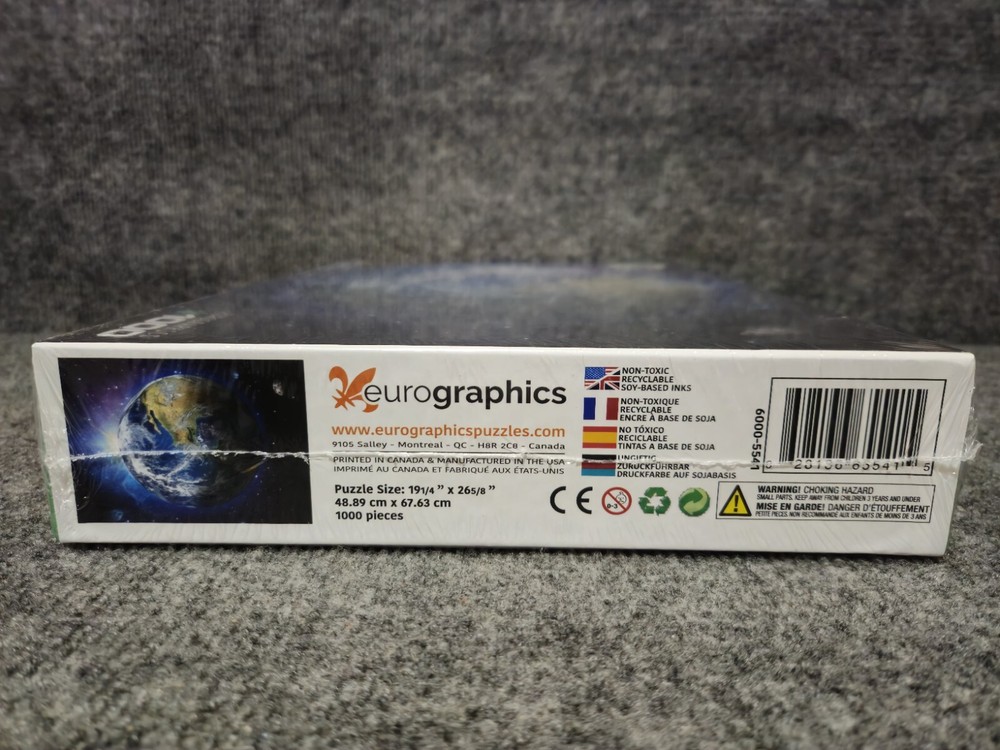 eurographics
www.eurographicspuzzles.com
9105 Salley - Montreal - QC - H8R 2C8 - Canada
PRINTED IN CANADA & MANUFACTURED IN THE USA
IMPRIMÉ AU CANADA ET FABRIQUÉ AUX ÉTATS-UNIS
Puzzle Size: 19 1/4 " x 26 5/8 "
48.89 cm x 67.63 cm
1000 pieces
NON-TOXIC
RECYCLABLE
SOY-BASED INKS
NON-TOXIQUE
RECYCLABLE
ENCRE À BASE DE SOJA
NO TÓXICO
RECICLABLE
TINTAS A BASE DE SOJA
UNGIFTIG
ZURÜCKFÜHRBAR
DRUCKFARBE AUF SOJABASIS
6000-5541
CE
0-3
WARNING! CHOKING HAZARD
SMALL PARTS. KEEP AWAY FROM CHILDREN 3 YEARS AND UNDER
MISE EN GARDE! DANGER D'ÉTOUFFEMENT
PETITE PIECES, NON RECOMMANDÉ AUX ENFANTS DE MOINS DE 3 ANS